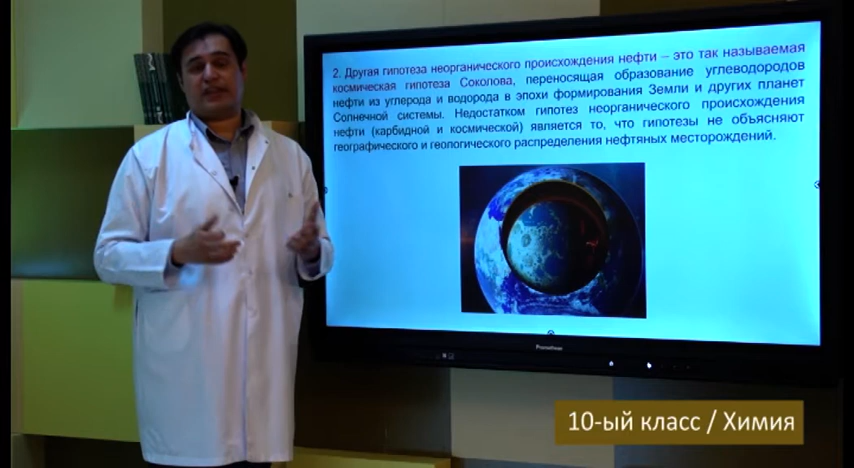 2. Другая гипотеза неорганического происхождения нефти – это так называемая
космическая гипотеза Соколова, переносящая образование углеводородов
нефти из углерода и водорода в эпохи формирования Земли и других планет
Солнечной системы. Недостатком гипотез неорганического происхождения
нефти (карбидной и космической) является то, что гипотезы не объясняют
географического и геологического распределения нефтяных месторождений.
Promethean
10-ый класс / Химия